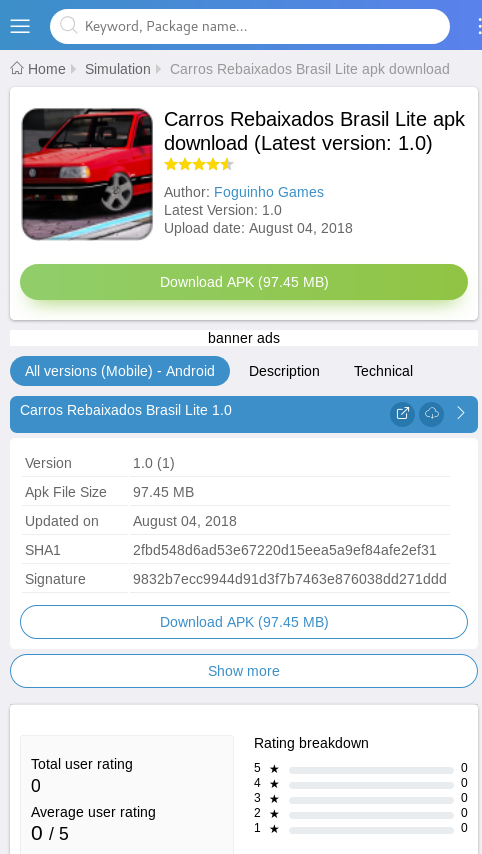 Keyword, Package name...
Home Simulation Carros Rebaixados Brasil Lite apk download
Carros Rebaixados Brasil Lite apk
download (Latest version: 1.0)
Author: Foguinho Games
Latest Version: 1.0
Upload date: August 04, 2018
Download APK (97.45 MB)
banner ads
All versions (Mobile) - Android Description Technical
Carros Rebaixados Brasil Lite 1.0
Version 1.0 (1)
Apk File Size 97.45 MB
Updated on August 04, 2018
SHA1 2fbd548d6ad53e67220d15eea5a9ef84afe2ef31
Signature 9832b7ecc9944d91d3f7b7463e876038dd271ddd
Download APK (97.45 MB)
Show more
Total user rating
0
Average user rating
0 / 5
Rating breakdown
5 ★ 0
4 ★ 0
3 ★ 0
2 ★ 0
1 ★ 0